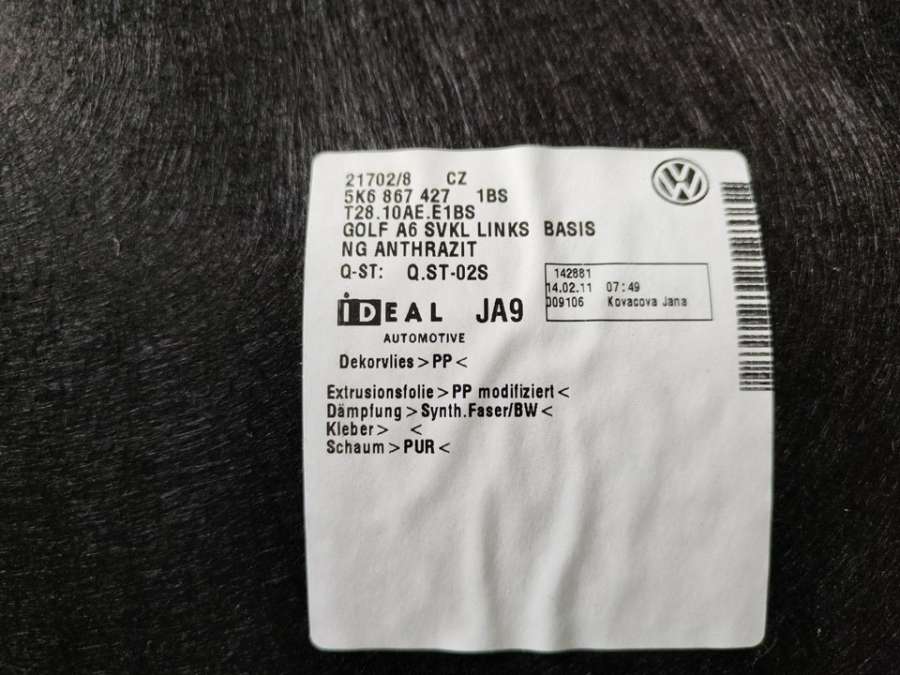 21702/8 CZ
5K6 867 427 1BS
T28.10AE.E1BS
GOLF A6 SVKL LINKS BASIS
NG ANTHRAZIT
Q-ST: Q.ST-02S
142881
14.02.11 07:49
009106 Kovacova Jana
iDEAL JA9
AUTOMOTIVE
Dekorvlies >PP<
Extrusionsfolie >PP modifiziert<
Dämpfung >Synth.Faser/BW<
Kleber> <
Schaum >PUR<